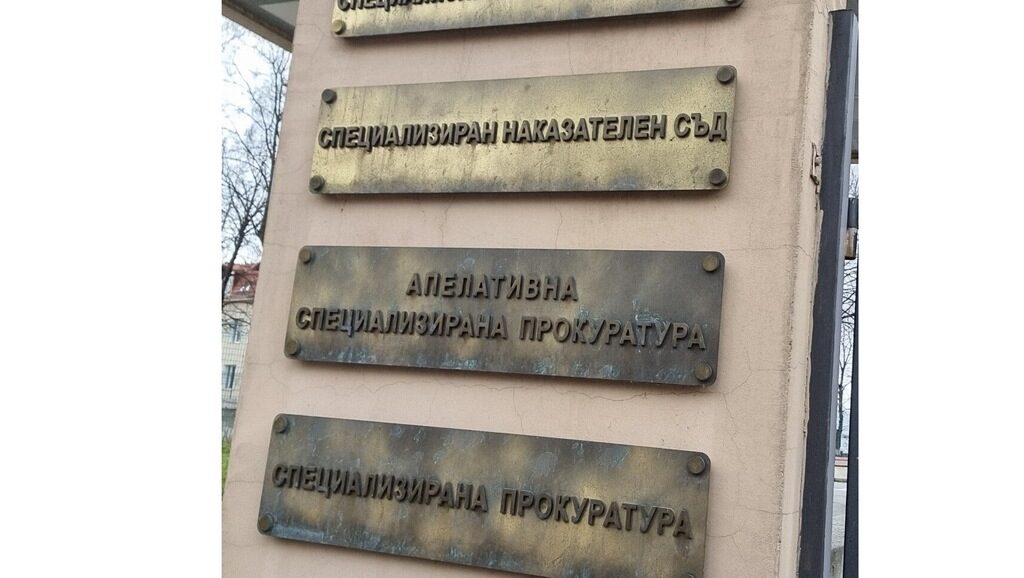 СПЕЦИАЛИЗИРАН НАКАЗАТЕЛЕН СЪД
АПЕЛАТИВНА
СПЕЦИАЛИЗИРАНА ПРОКУРАТУРА
СПЕЦИАЛИЗИРАНА ПРОКУРАТУРА